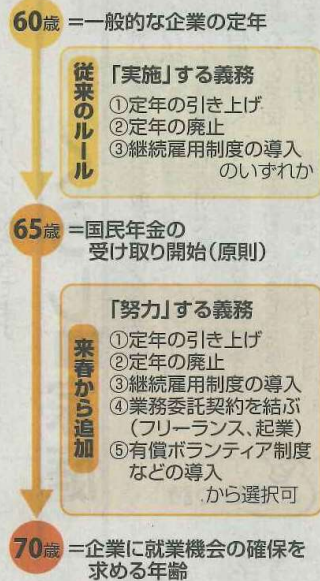 60歳 =一般的な企業の定年
従来のルール
「実施」する義務
①定年の引き上げ
②定年の廃止
③継続雇用制度の導入
のいずれか
65歳 =国民年金の
受け取り開始(原則)
来春から追加
「努力」する義務
①定年の引き上げ
②定年の廃止
③継続雇用制度の導入
④業務委託契約を結ぶ
(フリーランス、起業)
⑤有償ボランティア制度
などの導入
から選択可
70歳 =企業に就業機会の確保を
求める年齢